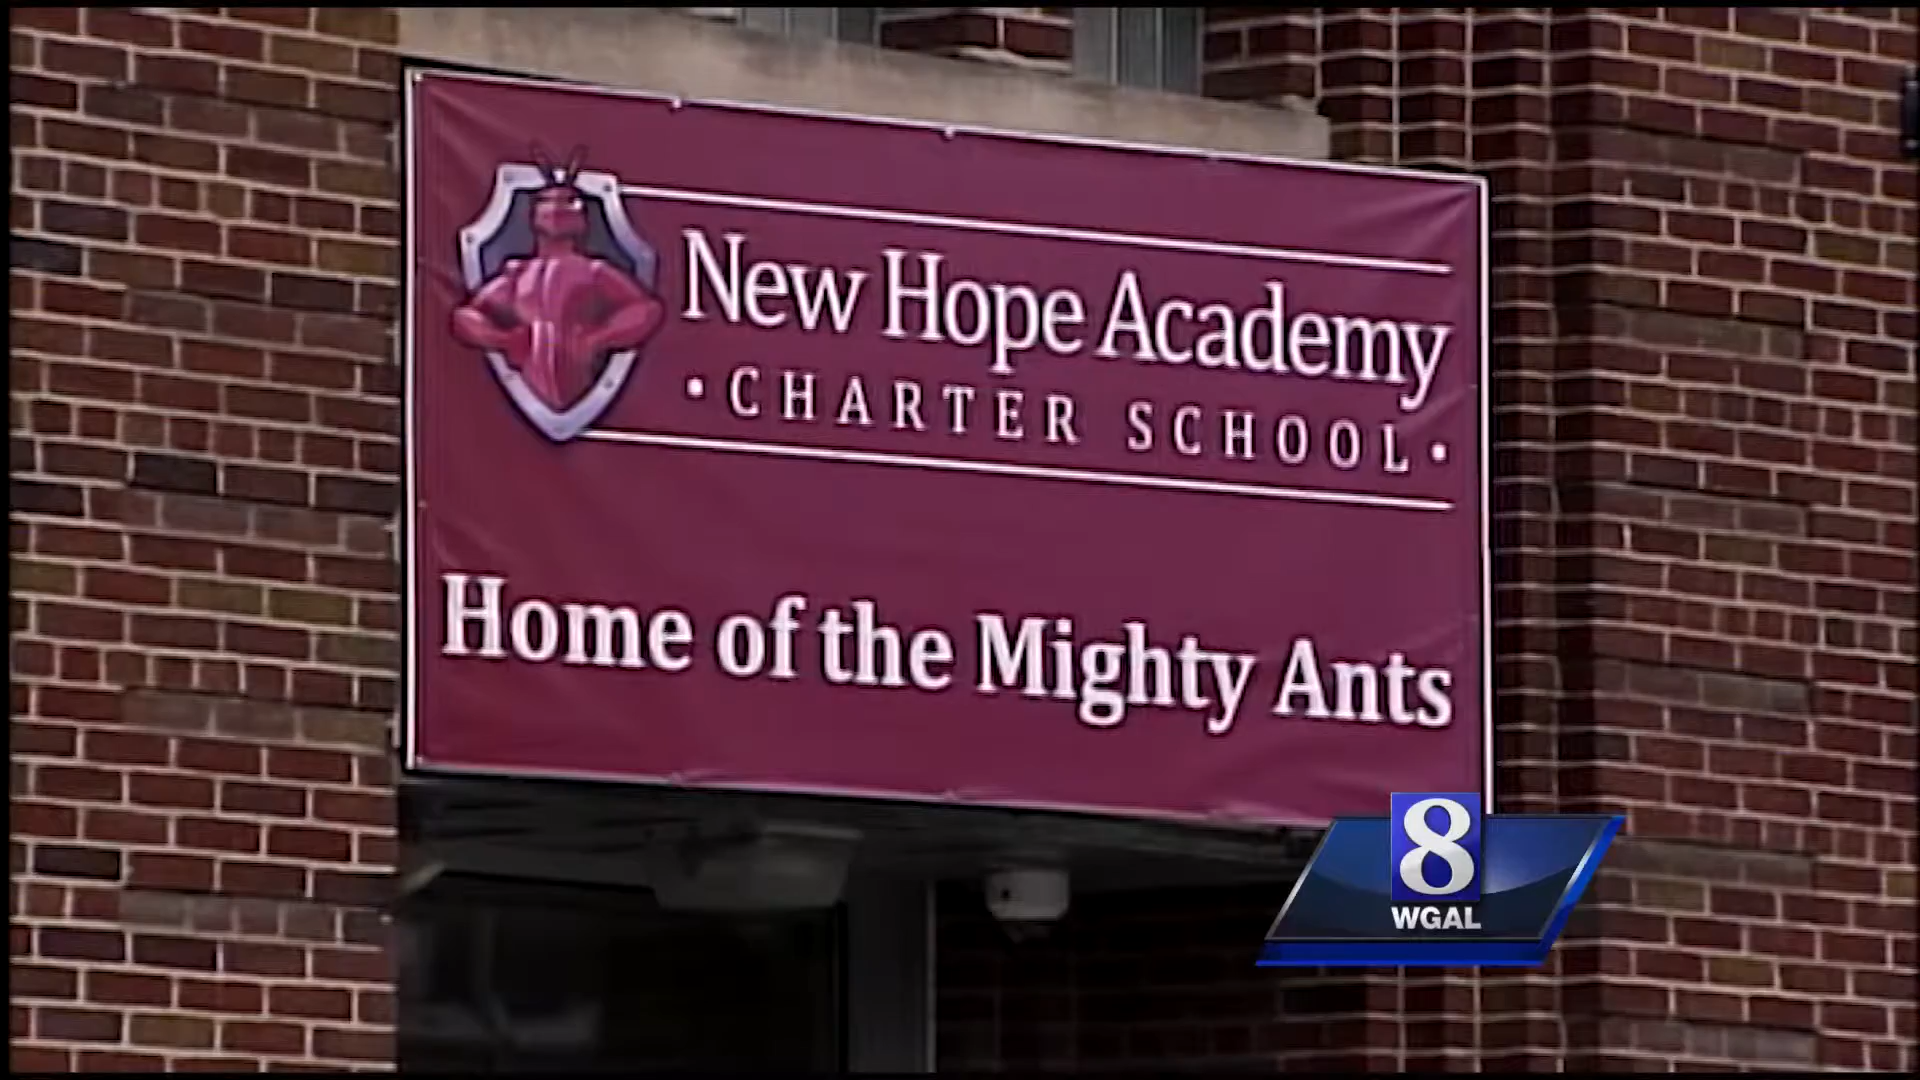 New Hope Academy
• CHARTER SCHOOL •
Home of the Mighty Ants
8
WGAL